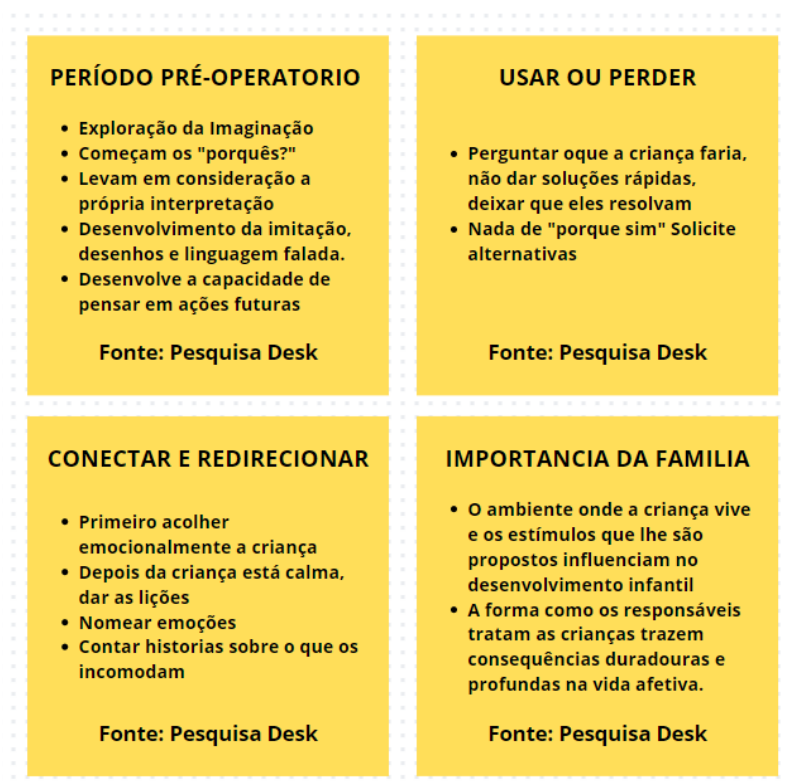 PERÍODO PRÉ-OPERATORIO
• Exploração da Imaginação
• Começam os "porquês?"
• Levam em consideração a
própria interpretação
• Desenvolvimento da imitação,
desenhos e linguagem falada.
• Desenvolve a capacidade de
pensar em ações futuras
Fonte: Pesquisa Desk
USAR OU PERDER
• Perguntar oque a criança faria,
não dar soluções rápidas,
deixar que eles resolvam
• Nada de "porque sim" Solicite
alternativas
Fonte: Pesquisa Desk
CONECTAR E REDIRECIONAR
• Primeiro acolher
emocionalmente a criança
• Depois da criança está calma,
dar as lições
• Nomear emoções
• Contar historias sobre o que os
incomodam
Fonte: Pesquisa Desk
IMPORTANCIA DA FAMILIA
• O ambiente onde a criança vive
e os estímulos que lhe são
propostos influenciam no
desenvolvimento infantil
• A forma como os responsáveis
tratam as crianças trazem
consequências duradouras e
profundas na vida afetiva.
Fonte: Pesquisa Desk